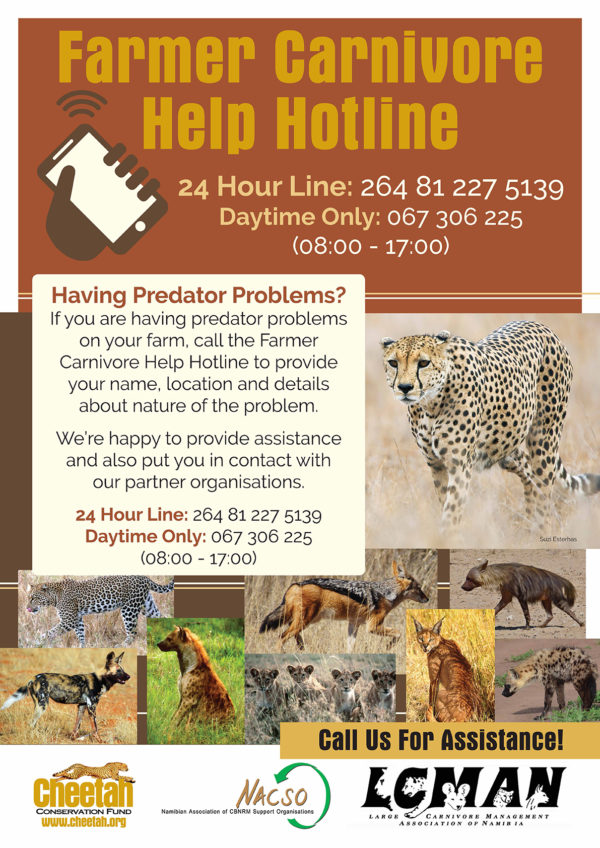 Farmer Carnivore
Help Hotline
24 Hour Line: 264 81 227 5139
Daytime Only: 067 306 225
(08:00 - 17:00)
Having Predator Problems?
If you are having predator problems
on your farm, call the Farmer
Carnivore Help Hotline to provide
your name, location and details
about nature of the problem.
We're happy to provide assistance
and also put you in contact with
our partner organisations.
24 Hour Line: 264 81 227 5139
Daytime Only: 067 306 225
(08:00 - 17:00)
Suzi Esterhas
Call Us For Assistance!
Cheetah
CONSERVATION FUND
www.cheetah.org
NACSO
Namibian Association of CBNRM Support Organisations
LCMAN
LARGE CARNIVORE MANAGEMENT
ASSOCIATION OF NAMIBIA